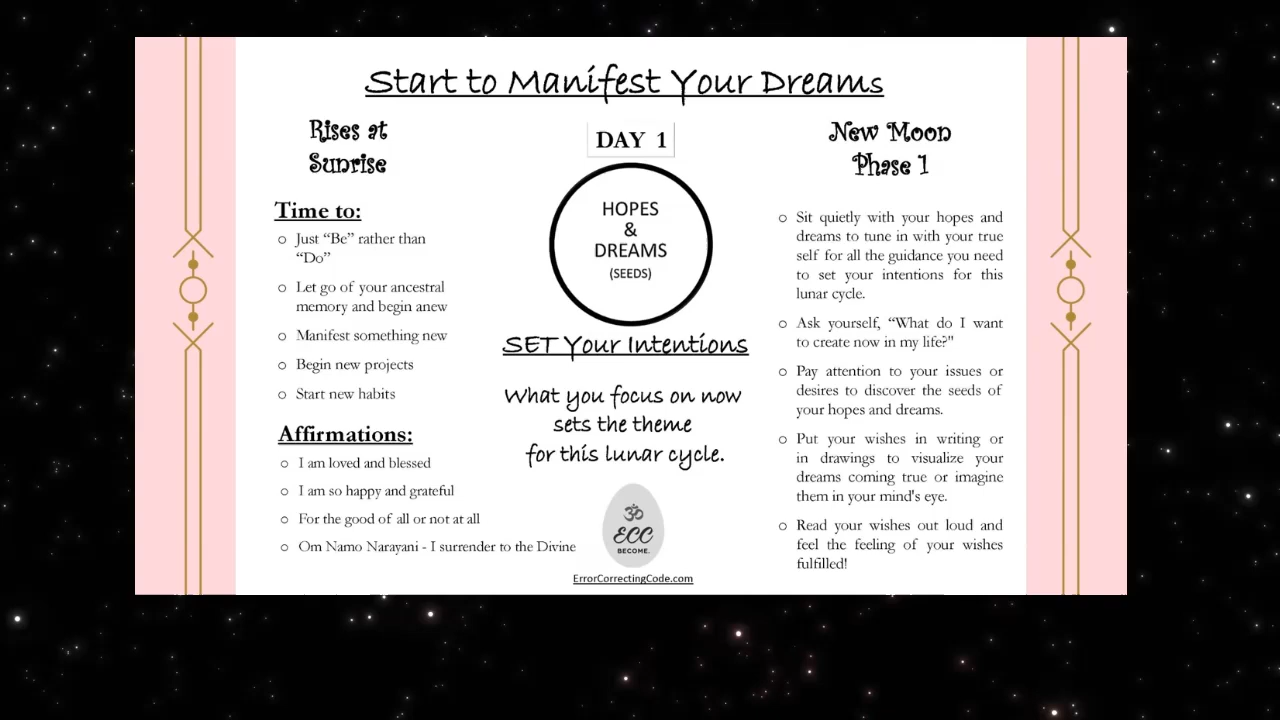 Start to Manifest Your Dreams
Rises at
Sunrise
Time to:
Just “Be” rather than
“Do”
Let go of your ancestral
memory and begin anew
Manifest something new
Begin new projects
Start new habits
Affirmations:
I am loved and blessed
I am so happy and grateful
For the good of all or not at all
Om Namo Narayani - I surrender to the Divine
DAY 1
HOPES
&
DREAMS
(SEEDS)
SET Your Intentions
What you focus on now
sets the theme
for this lunar cycle.
ॐ
ECC
BECOME.
ErrorCorrectingCode.com
New Moon
Phase 1
Sit quietly with your hopes and
dreams to tune in with your true
self for all the guidance you need
to set your intentions for this
lunar cycle.
Ask yourself, “What do I want
to create now in my life?"
Pay attention to your issues or
desires to discover the seeds of
your hopes and dreams.
Put your wishes in writing or
in drawings to visualize your
dreams coming true or imagine
them in your mind's eye.
Read your wishes out loud and
feel the feeling of your wishes
fulfilled!